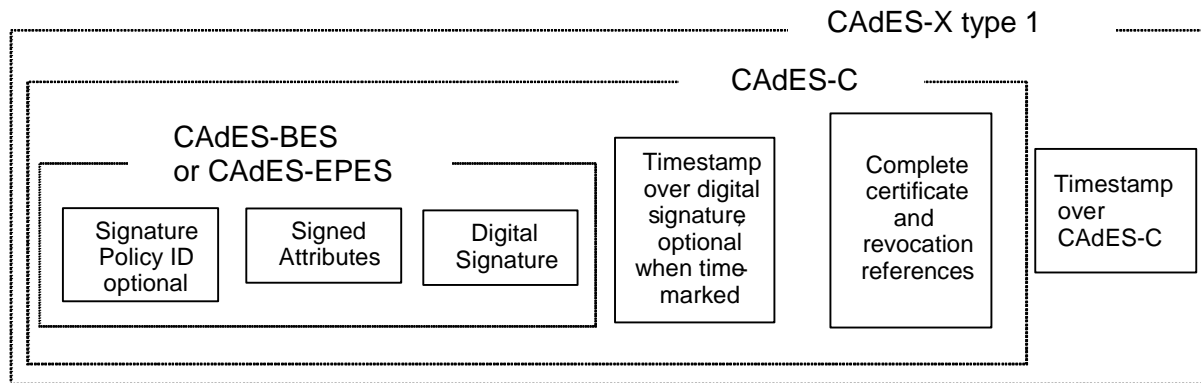 CAdES-X type 1
CAdES-C
CAdES-BES
or CAdES-EPES
Signature
Policy ID
optional
Signed
Attributes
Digital
Signature
Timestamp
over digital
signature,
optional
when time-
marked
Complete
certificate
and
revocation
references
Timestamp
over
CAdES-C